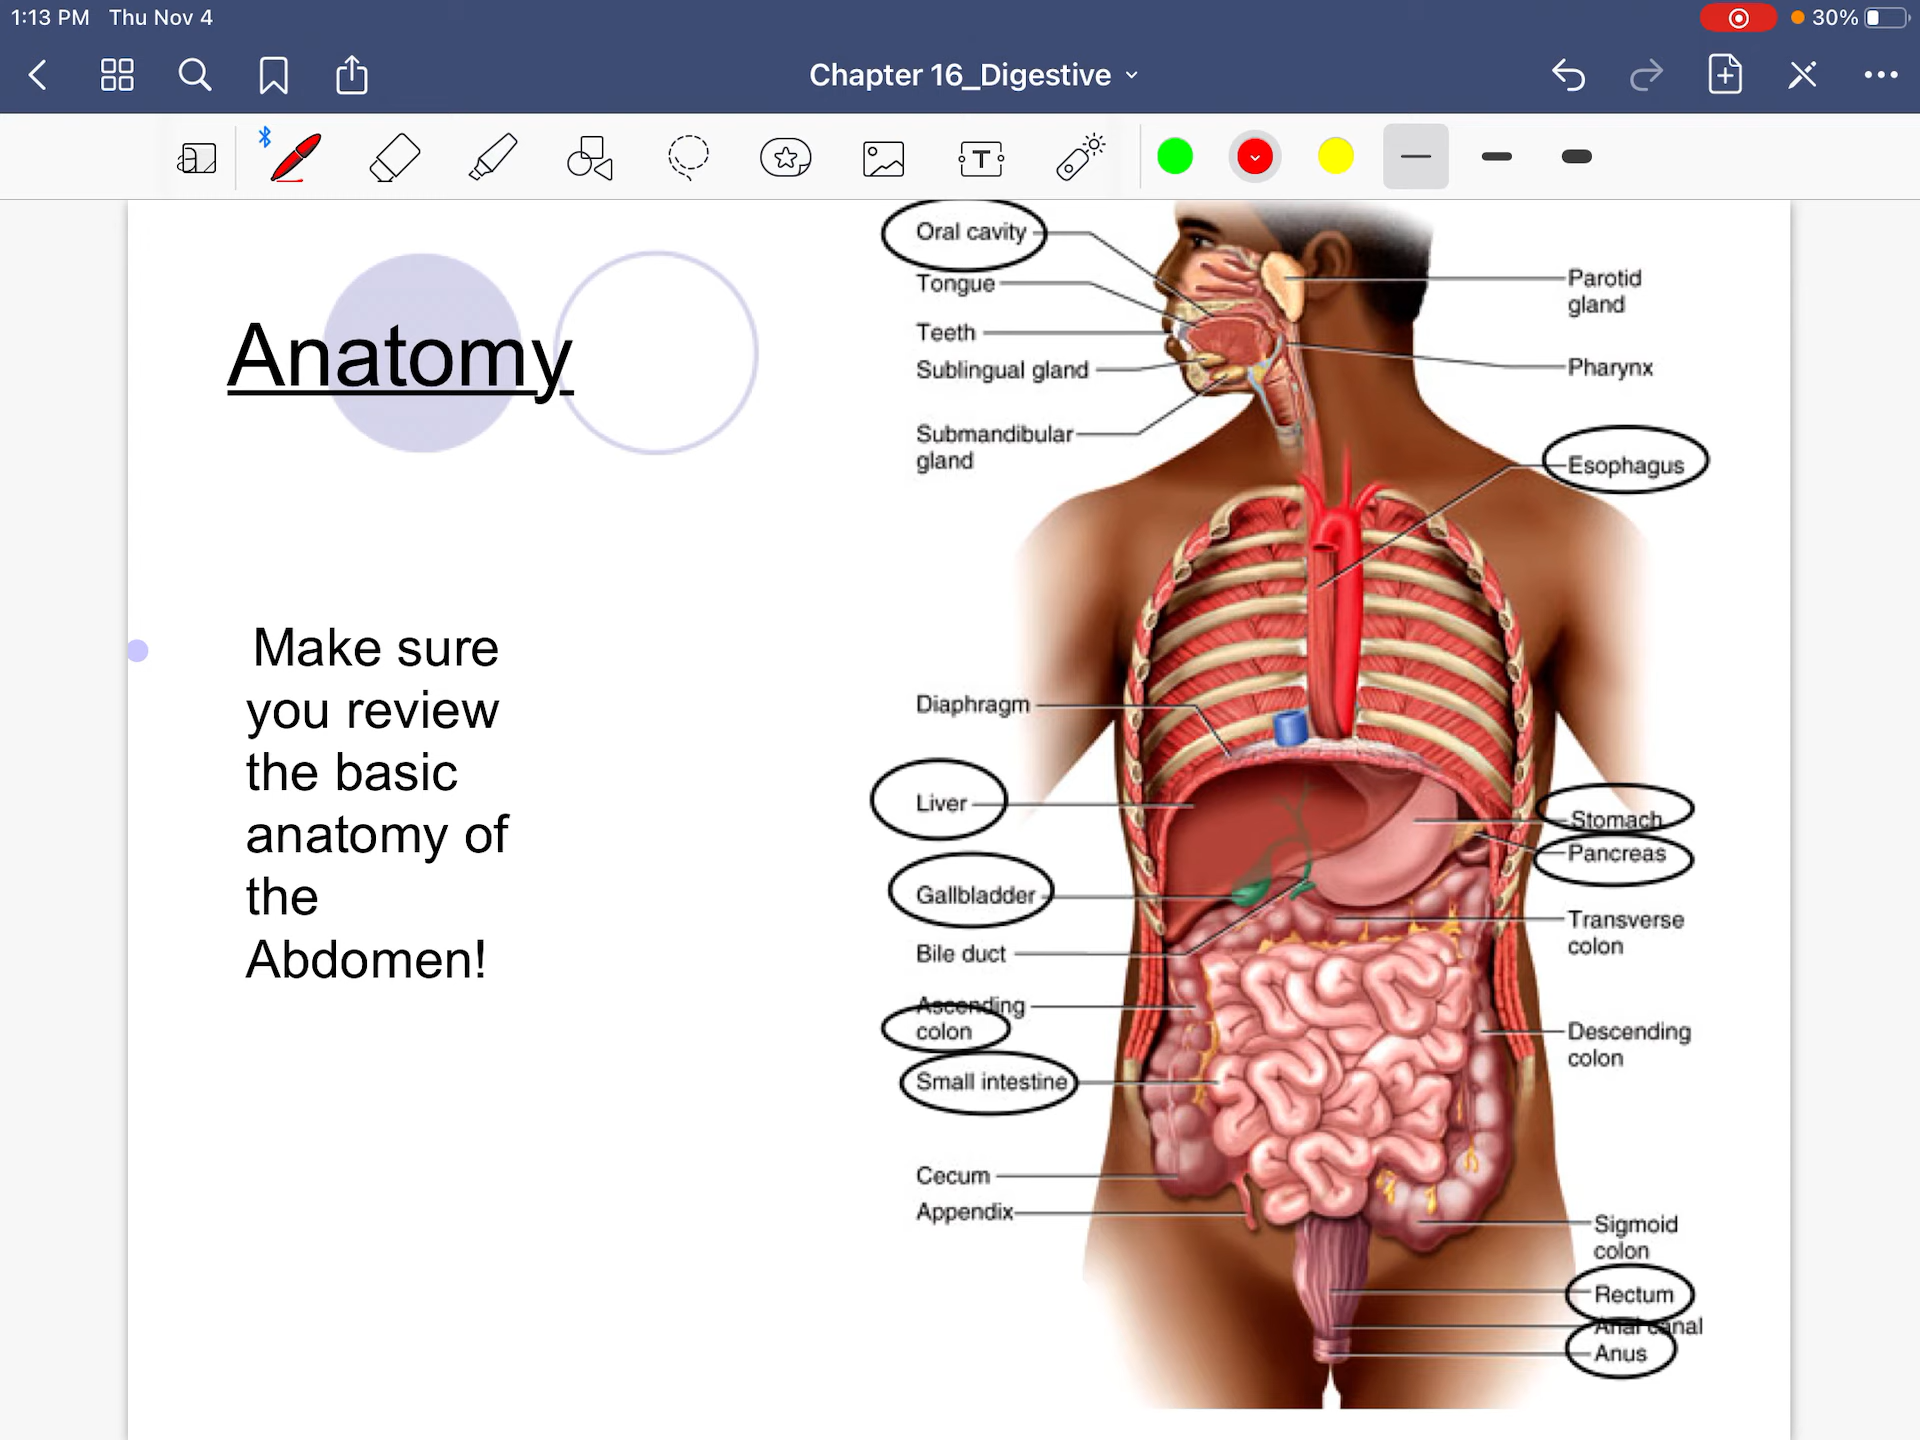 1:13 PM Thu Nov 4
30%
Chapter 16_Digestive
Anatomy
Make sure
you review
the basic
anatomy of
the
Abdomen!
Oral cavity
Tongue
Teeth
Sublingual gland
Submandibular
gland
Diaphragm
Liver
Gallbladder
Bile duct
Ascending
colon
Small intestine
Cecum
Appendix
Parotid
gland
Pharynx
Esophagus
Stomach
Pancreas
Transverse
colon
Descending
colon
Sigmoid
colon
Rectum
Anal canal
Anus